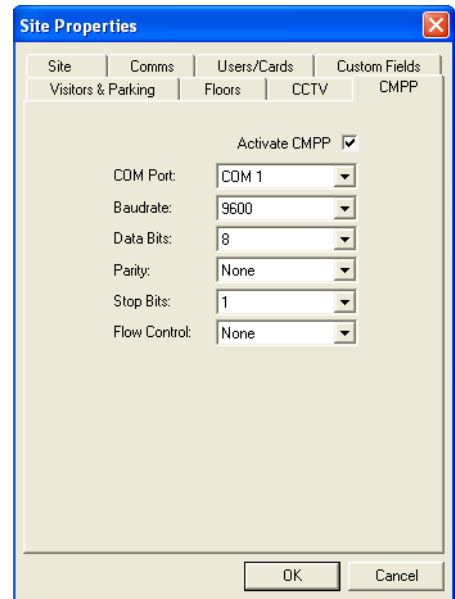 Site Properties
Site Comms Users/Cards Custom Fields
Visitors & Parking Floors CCTV CMPP
Activate CMPP
COM Port: COM 1
Baudrate: 9600
Data Bits: 8
Parity: None
Stop Bits: 1
Flow Control: None
OK Cancel